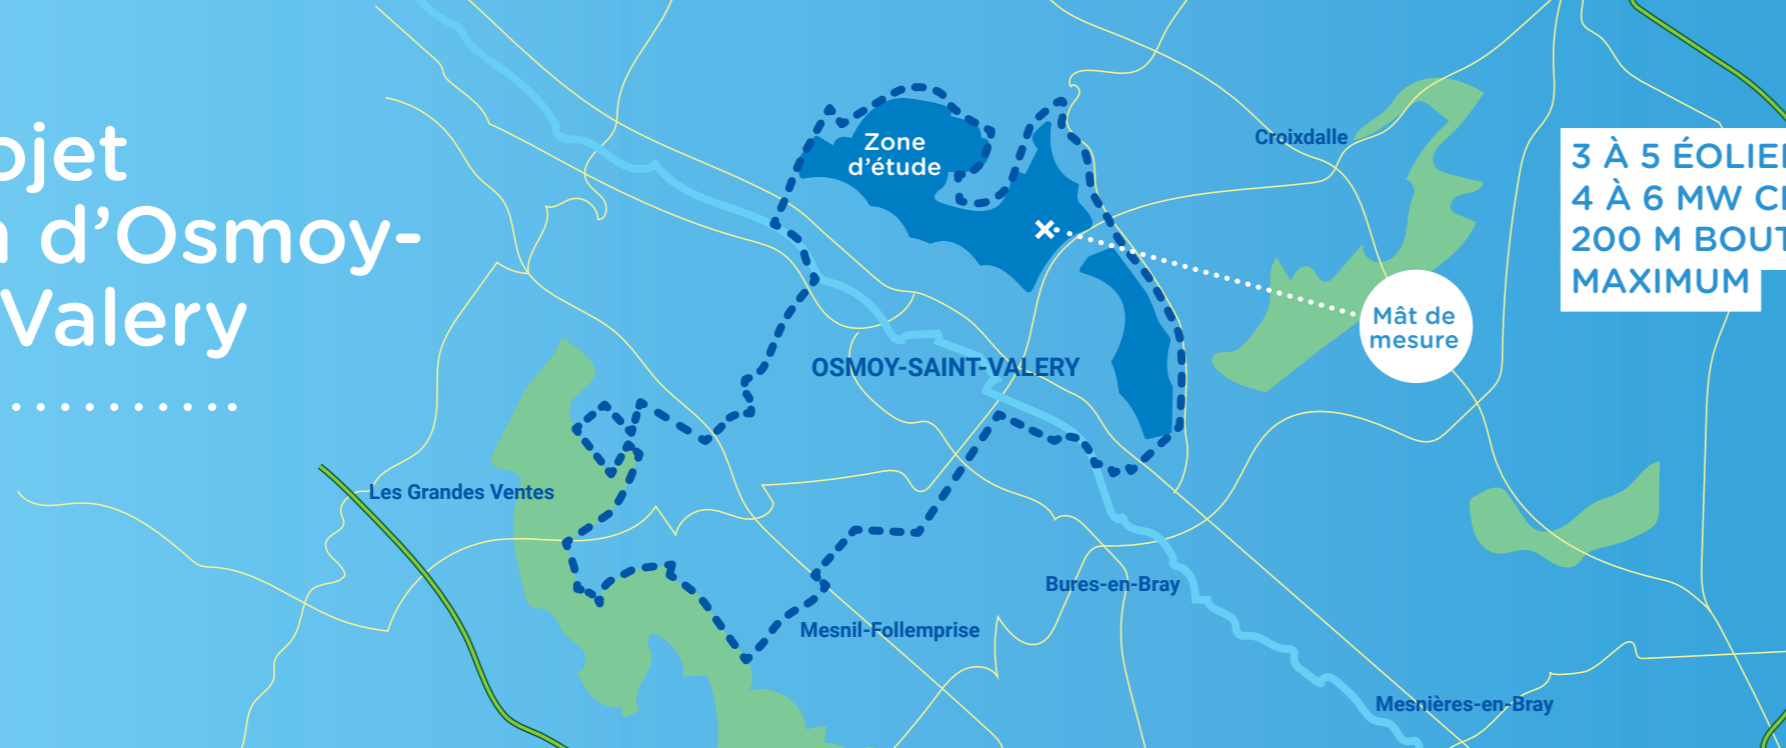 ojet
d'Osmoy-
Valery
Zone
d'étude
Croixdalle
3 À 5
4 À 6 MW
200 M BOUT
MAXIMUM
Mât de
mesure
OSMOY-SAINT-VALERY
Les Grandes Ventes
Bures-en-Bray
Mesnil-Follemprise
Mesnières-en-Bray